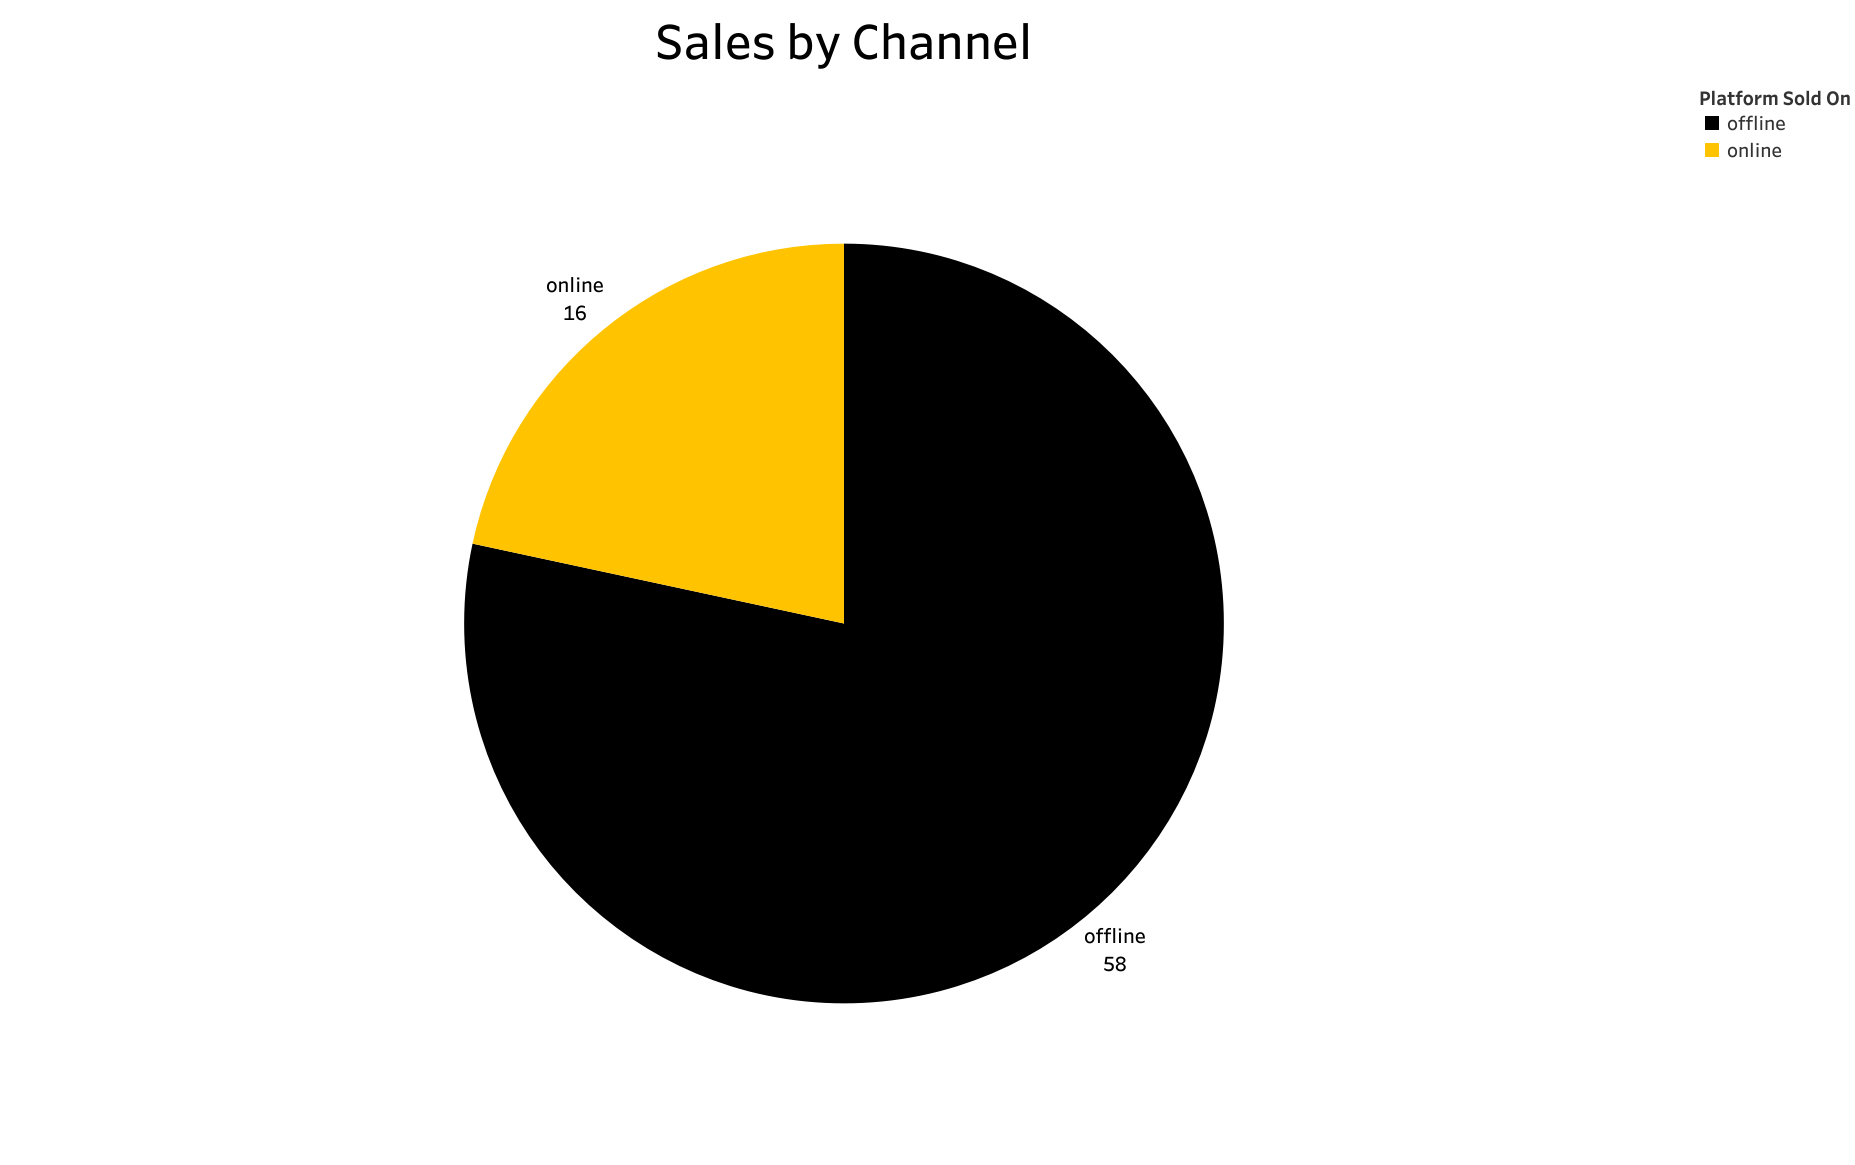 Sales by Channel
Platform Sold On
offline
online
online
16
offline
58